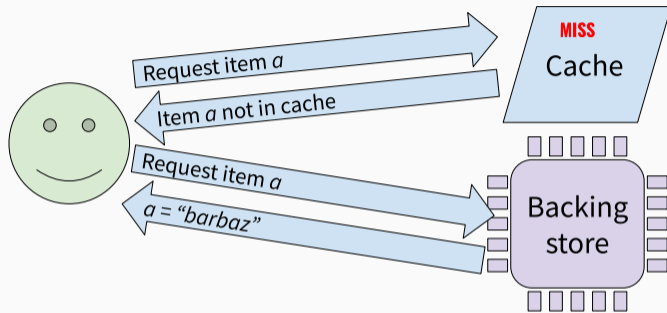 MISS
Cache
Request item a
Item a not in cache
Request item a
a = “barbaz”
Backing
store